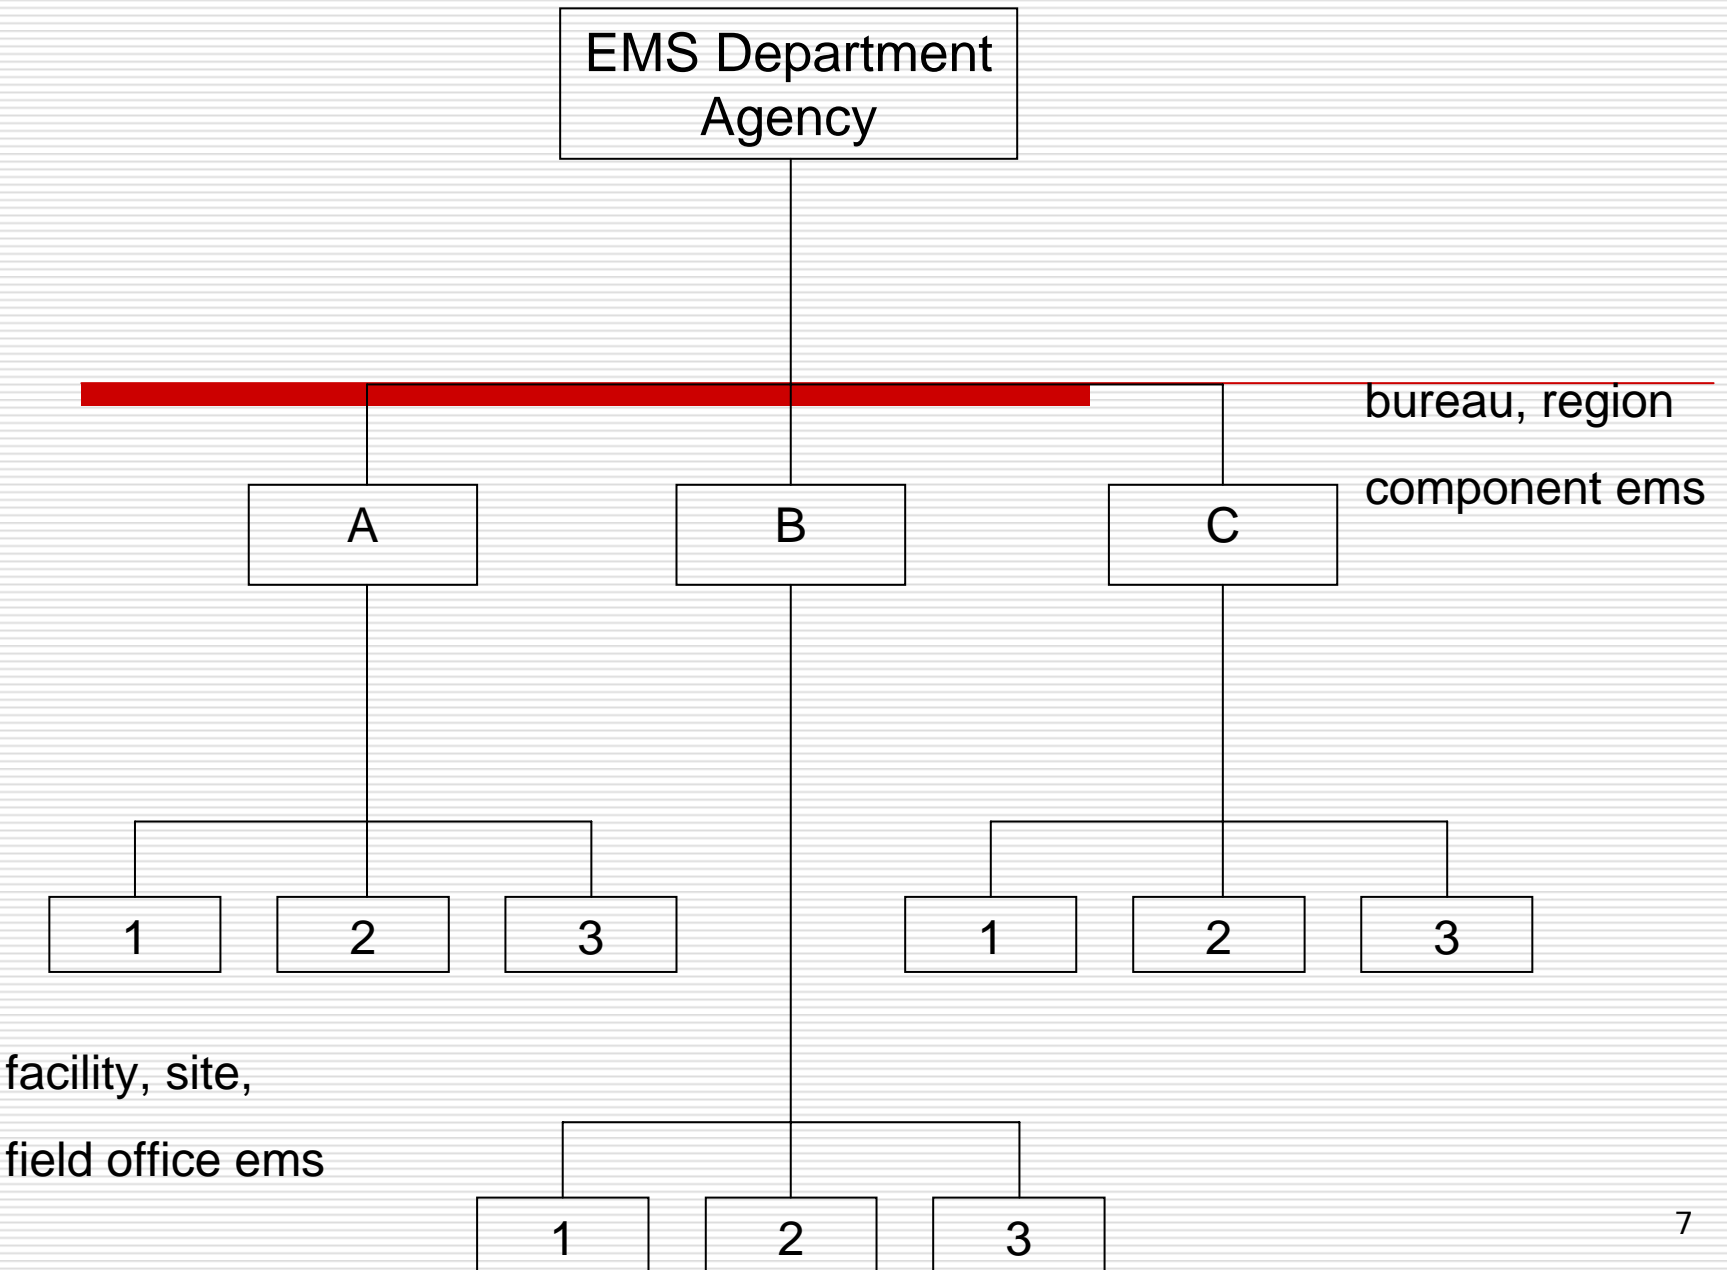 EMS Department
Agency
bureau, region
component ems
A
B
C
1
2
3
1
2
3
facility, site,
field office ems
1
2
3
7